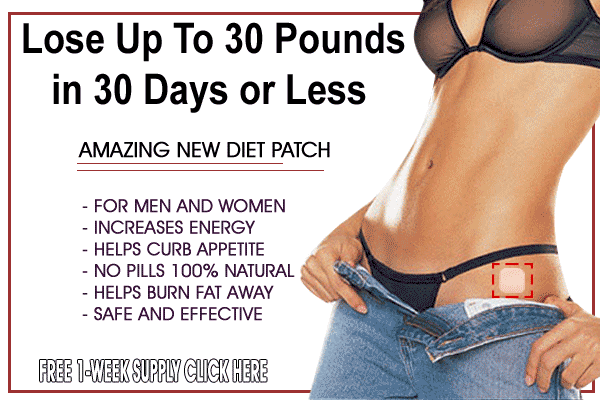 Lose Up To 30 Pounds
in 30 Days or Less
AMAZING NEW DIET PATCH
- FOR MEN AND WOMEN
- INCREASES ENERGY
- HELPS CURB APPETITE
- NO PILLS 100% NATURAL
- HELPS BURN FAT AWAY
- SAFE AND EFFECTIVE
FREE 1-WEEK SUPPLY CLICK HERE